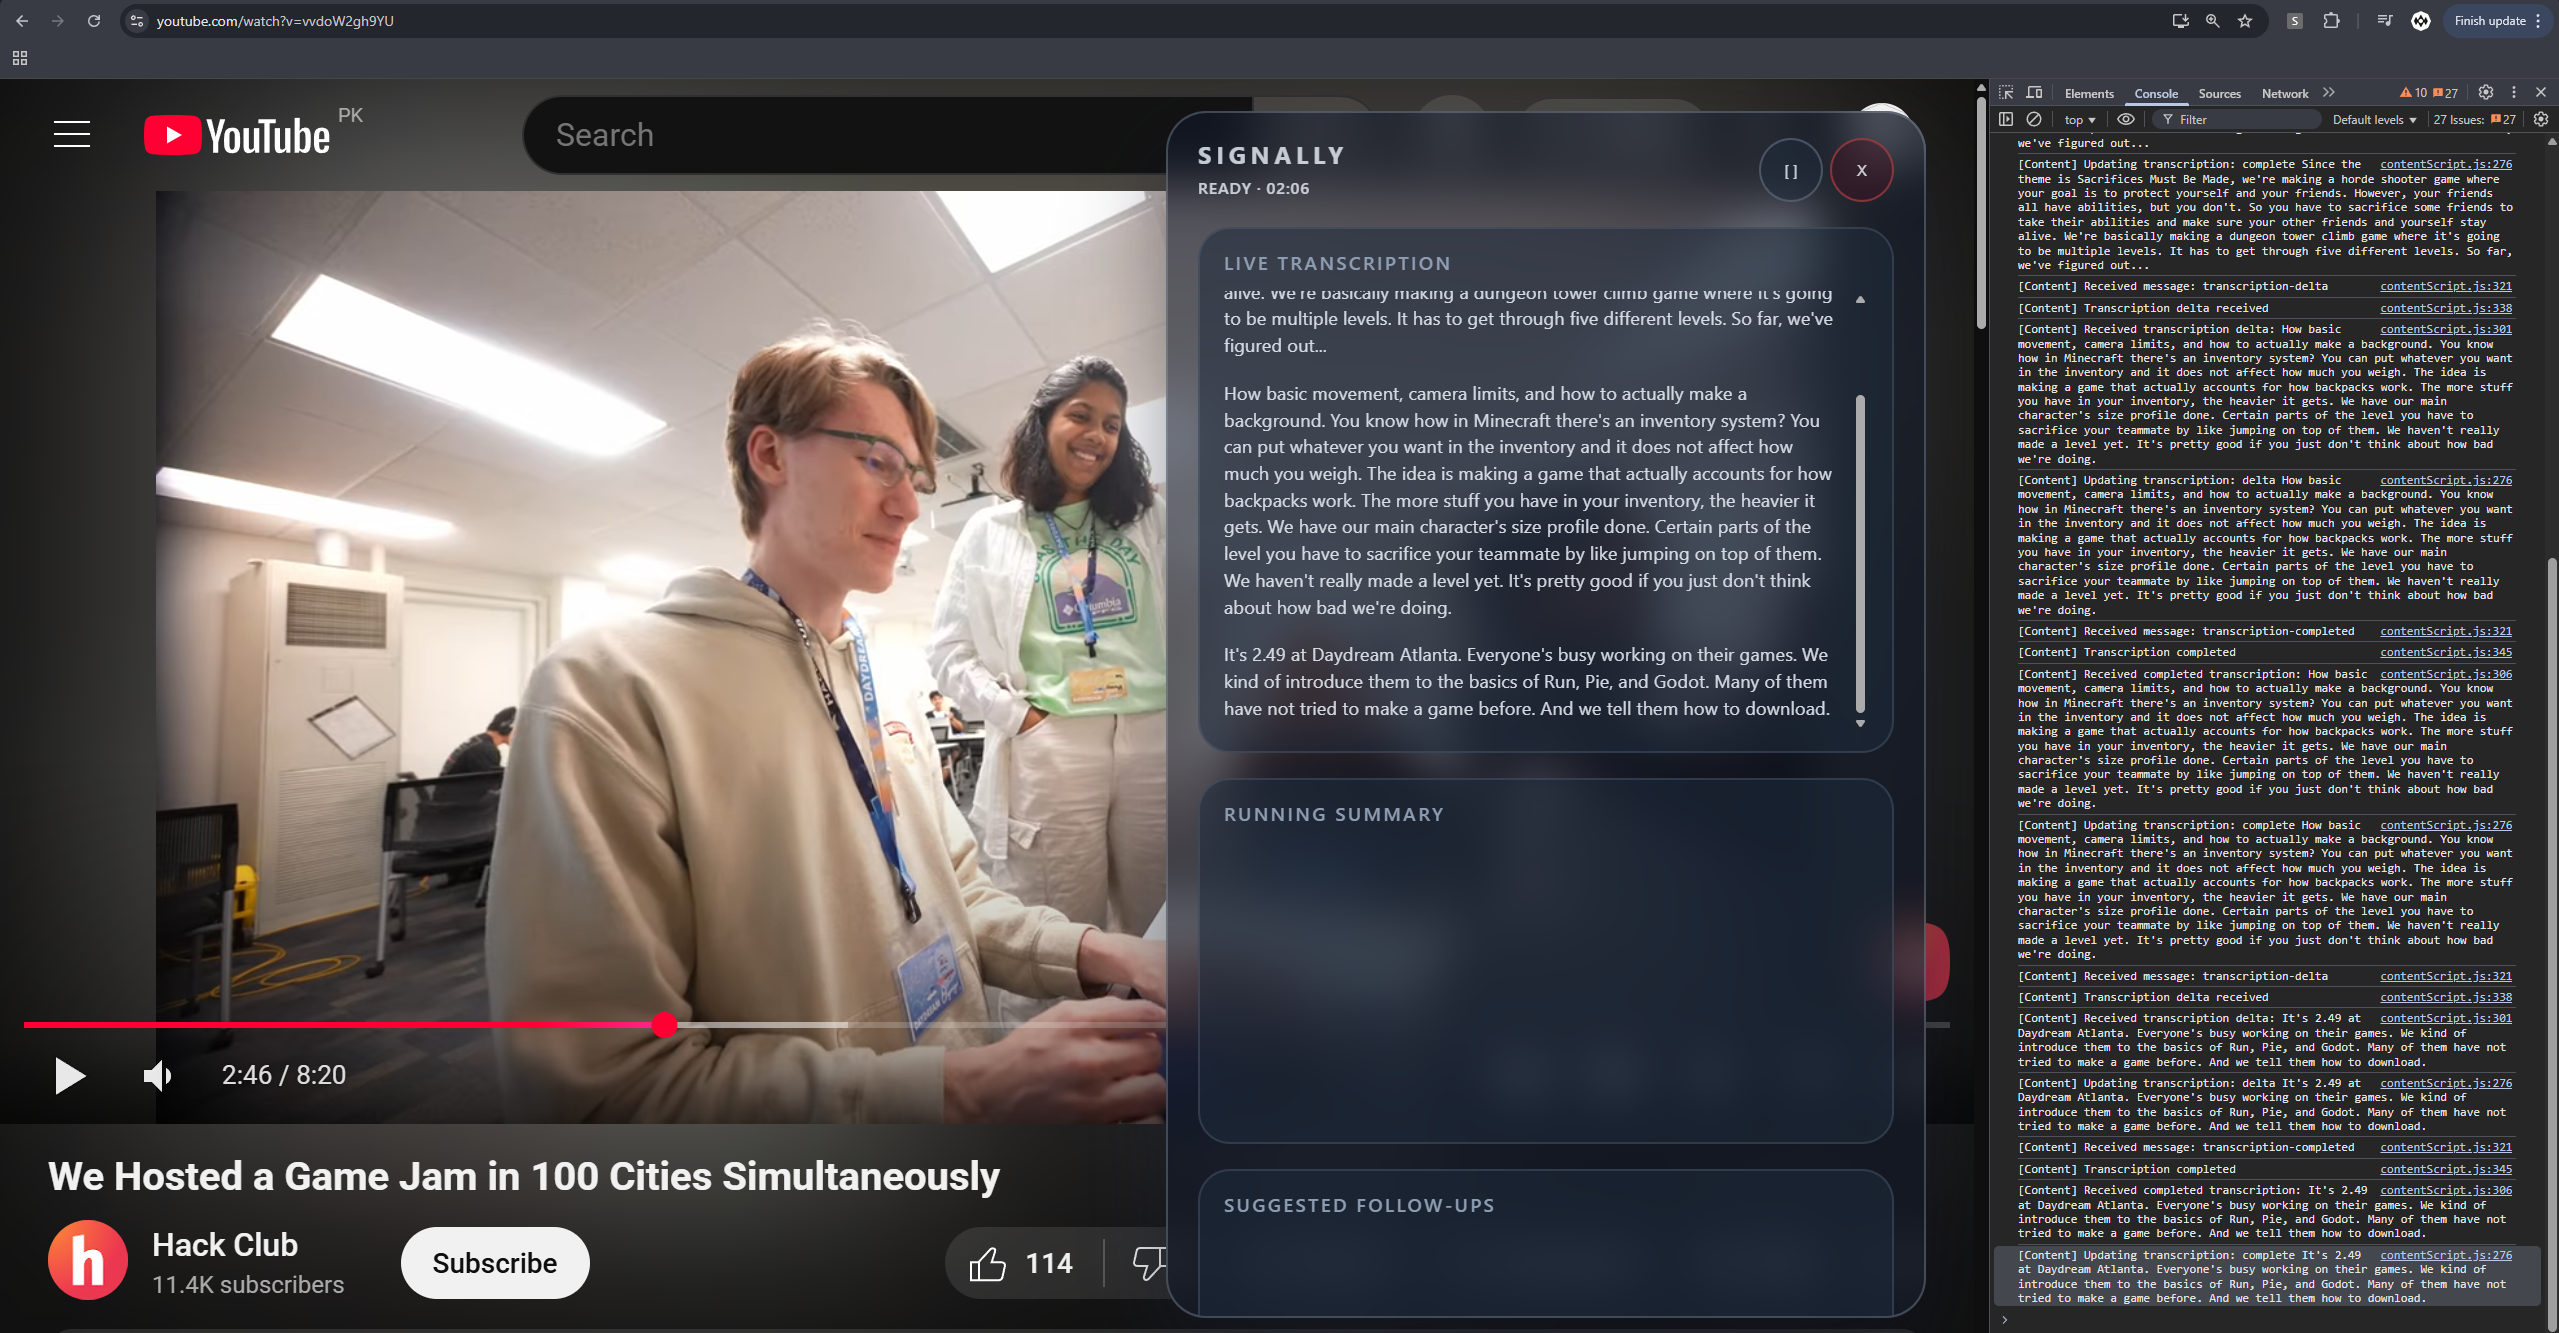 youtube.com/watch?v=vvdoW2gh9YU
S
Finish update
YouTube PK
Search
SIGNALLY
READY · 02:06
[ ]
X
LIVE TRANSCRIPTION
alive. We're basically making a dungeon tower climb game where it's going
to be multiple levels. It has to get through five different levels. So far, we've
figured out...
How basic movement, camera limits, and how to actually make a
background. You know how in Minecraft there's an inventory system? You
can put whatever you want in the inventory and it does not affect how
much you weigh. The idea is making a game that actually accounts for how
backpacks work. The more stuff you have in your inventory, the heavier it
gets. We have our main character's size profile done. Certain parts of the
level you have to sacrifice your teammate by like jumping on top of them.
We haven't really made a level yet. It's pretty good if you just don't think
about how bad we're doing.
It's 2.49 at Daydream Atlanta. Everyone's busy working on their games. We
kind of introduce them to the basics of Run, Pie, and Godot. Many of them
have not tried to make a game before. And we tell them how to download.
RUNNING SUMMARY
SUGGESTED FOLLOW-UPS
Columbia
DAYDREAM
2:46 / 8:20
We Hosted a Game Jam in 100 Cities Simultaneously
h
Hack Club
11.4K subscribers
Subscribe
114
Elements Console Sources Network 10 27
top Filter Default levels 27 Issues: 27
we've figured out...
[Content] Updating transcription: complete Since the contentScript.js:276
theme is Sacrifices Must Be Made, we're making a horde shooter game where
your goal is to protect yourself and your friends. However, your friends
all have abilities, but you don't. So you have to sacrifice some friends to
take their abilities and make sure your other friends and yourself stay
alive. We're basically making a dungeon tower climb game where it's going
to be multiple levels. It has to get through five different levels. So far,
we've figured out...
[Content] Received message: transcription-delta contentScript.js:321
[Content] Transcription delta received contentScript.js:338
[Content] Received transcription delta: How basic contentScript.js:301
movement, camera limits, and how to actually make a background. You know
how in Minecraft there's an inventory system? You can put whatever you want
in the inventory and it does not affect how much you weigh. The idea is
making a game that actually accounts for how backpacks work. The more stuff
you have in your inventory, the heavier it gets. We have our main
character's size profile done. Certain parts of the level you have to
sacrifice your teammate by like jumping on top of them. We haven't really
made a level yet. It's pretty good if you just don't think about how bad
we're doing.
[Content] Updating transcription: delta How basic contentScript.js:276
movement, camera limits, and how to actually make a background. You know
how in Minecraft there's an inventory system? You can put whatever you want
in the inventory and it does not affect how much you weigh. The idea is
making a game that actually accounts for how backpacks work. The more stuff
you have in your inventory, the heavier it gets. We have our main
character's size profile done. Certain parts of the level you have to
sacrifice your teammate by like jumping on top of them. We haven't really
made a level yet. It's pretty good if you just don't think about how bad
we're doing.
[Content] Received message: transcription-completed contentScript.js:321
[Content] Transcription completed contentScript.js:345
[Content] Received completed transcription: How basic contentScript.js:306
movement, camera limits, and how to actually make a background. You know
how in Minecraft there's an inventory system? You can put whatever you want
in the inventory and it does not affect how much you weigh. The idea is
making a game that actually accounts for how backpacks work. The more stuff
you have in your inventory, the heavier it gets. We have our main
character's size profile done. Certain parts of the level you have to
sacrifice your teammate by like jumping on top of them. We haven't really
made a level yet. It's pretty good if you just don't think about how bad
we're doing.
[Content] Updating transcription: complete How basic contentScript.js:276
movement, camera limits, and how to actually make a background. You know
how in Minecraft there's an inventory system? You can put whatever you want
in the inventory and it does not affect how much you weigh. The idea is
making a game that actually accounts for how backpacks work. The more stuff
you have in your inventory, the heavier it gets. We have our main
character's size profile done. Certain parts of the level you have to
sacrifice your teammate by like jumping on top of them. We haven't really
made a level yet. It's pretty good if you just don't think about how bad
we're doing.
[Content] Received message: transcription-delta contentScript.js:321
[Content] Transcription delta received contentScript.js:338
[Content] Received transcription delta: It's 2.49 at contentScript.js:301
Daydream Atlanta. Everyone's busy working on their games. We kind of
introduce them to the basics of Run, Pie, and Godot. Many of them have not
tried to make a game before. And we tell them how to download.
[Content] Updating transcription: delta It's 2.49 at contentScript.js:276
Daydream Atlanta. Everyone's busy working on their games. We kind of
introduce them to the basics of Run, Pie, and Godot. Many of them have not
tried to make a game before. And we tell them how to download.
[Content] Received message: transcription-completed contentScript.js:321
[Content] Transcription completed contentScript.js:345
[Content] Received completed transcription: It's 2.49 contentScript.js:306
at Daydream Atlanta. Everyone's busy working on their games. We kind of
introduce them to the basics of Run, Pie, and Godot. Many of them have not
tried to make a game before. And we tell them how to download.
[Content] Updating transcription: complete It's 2.49 contentScript.js:276
at Daydream Atlanta. Everyone's busy working on their games. We kind of
introduce them to the basics of Run, Pie, and Godot. Many of them have not
tried to make a game before. And we tell them how to download.